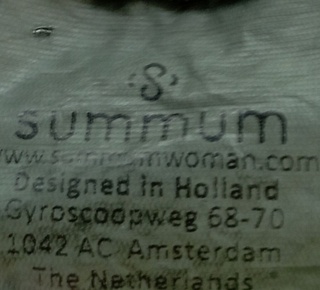 S
summum
www.summumwoman.com
Designed in Holland
Gyroscoopweg 68-70
1042 AC Amsterdam
The Netherlands